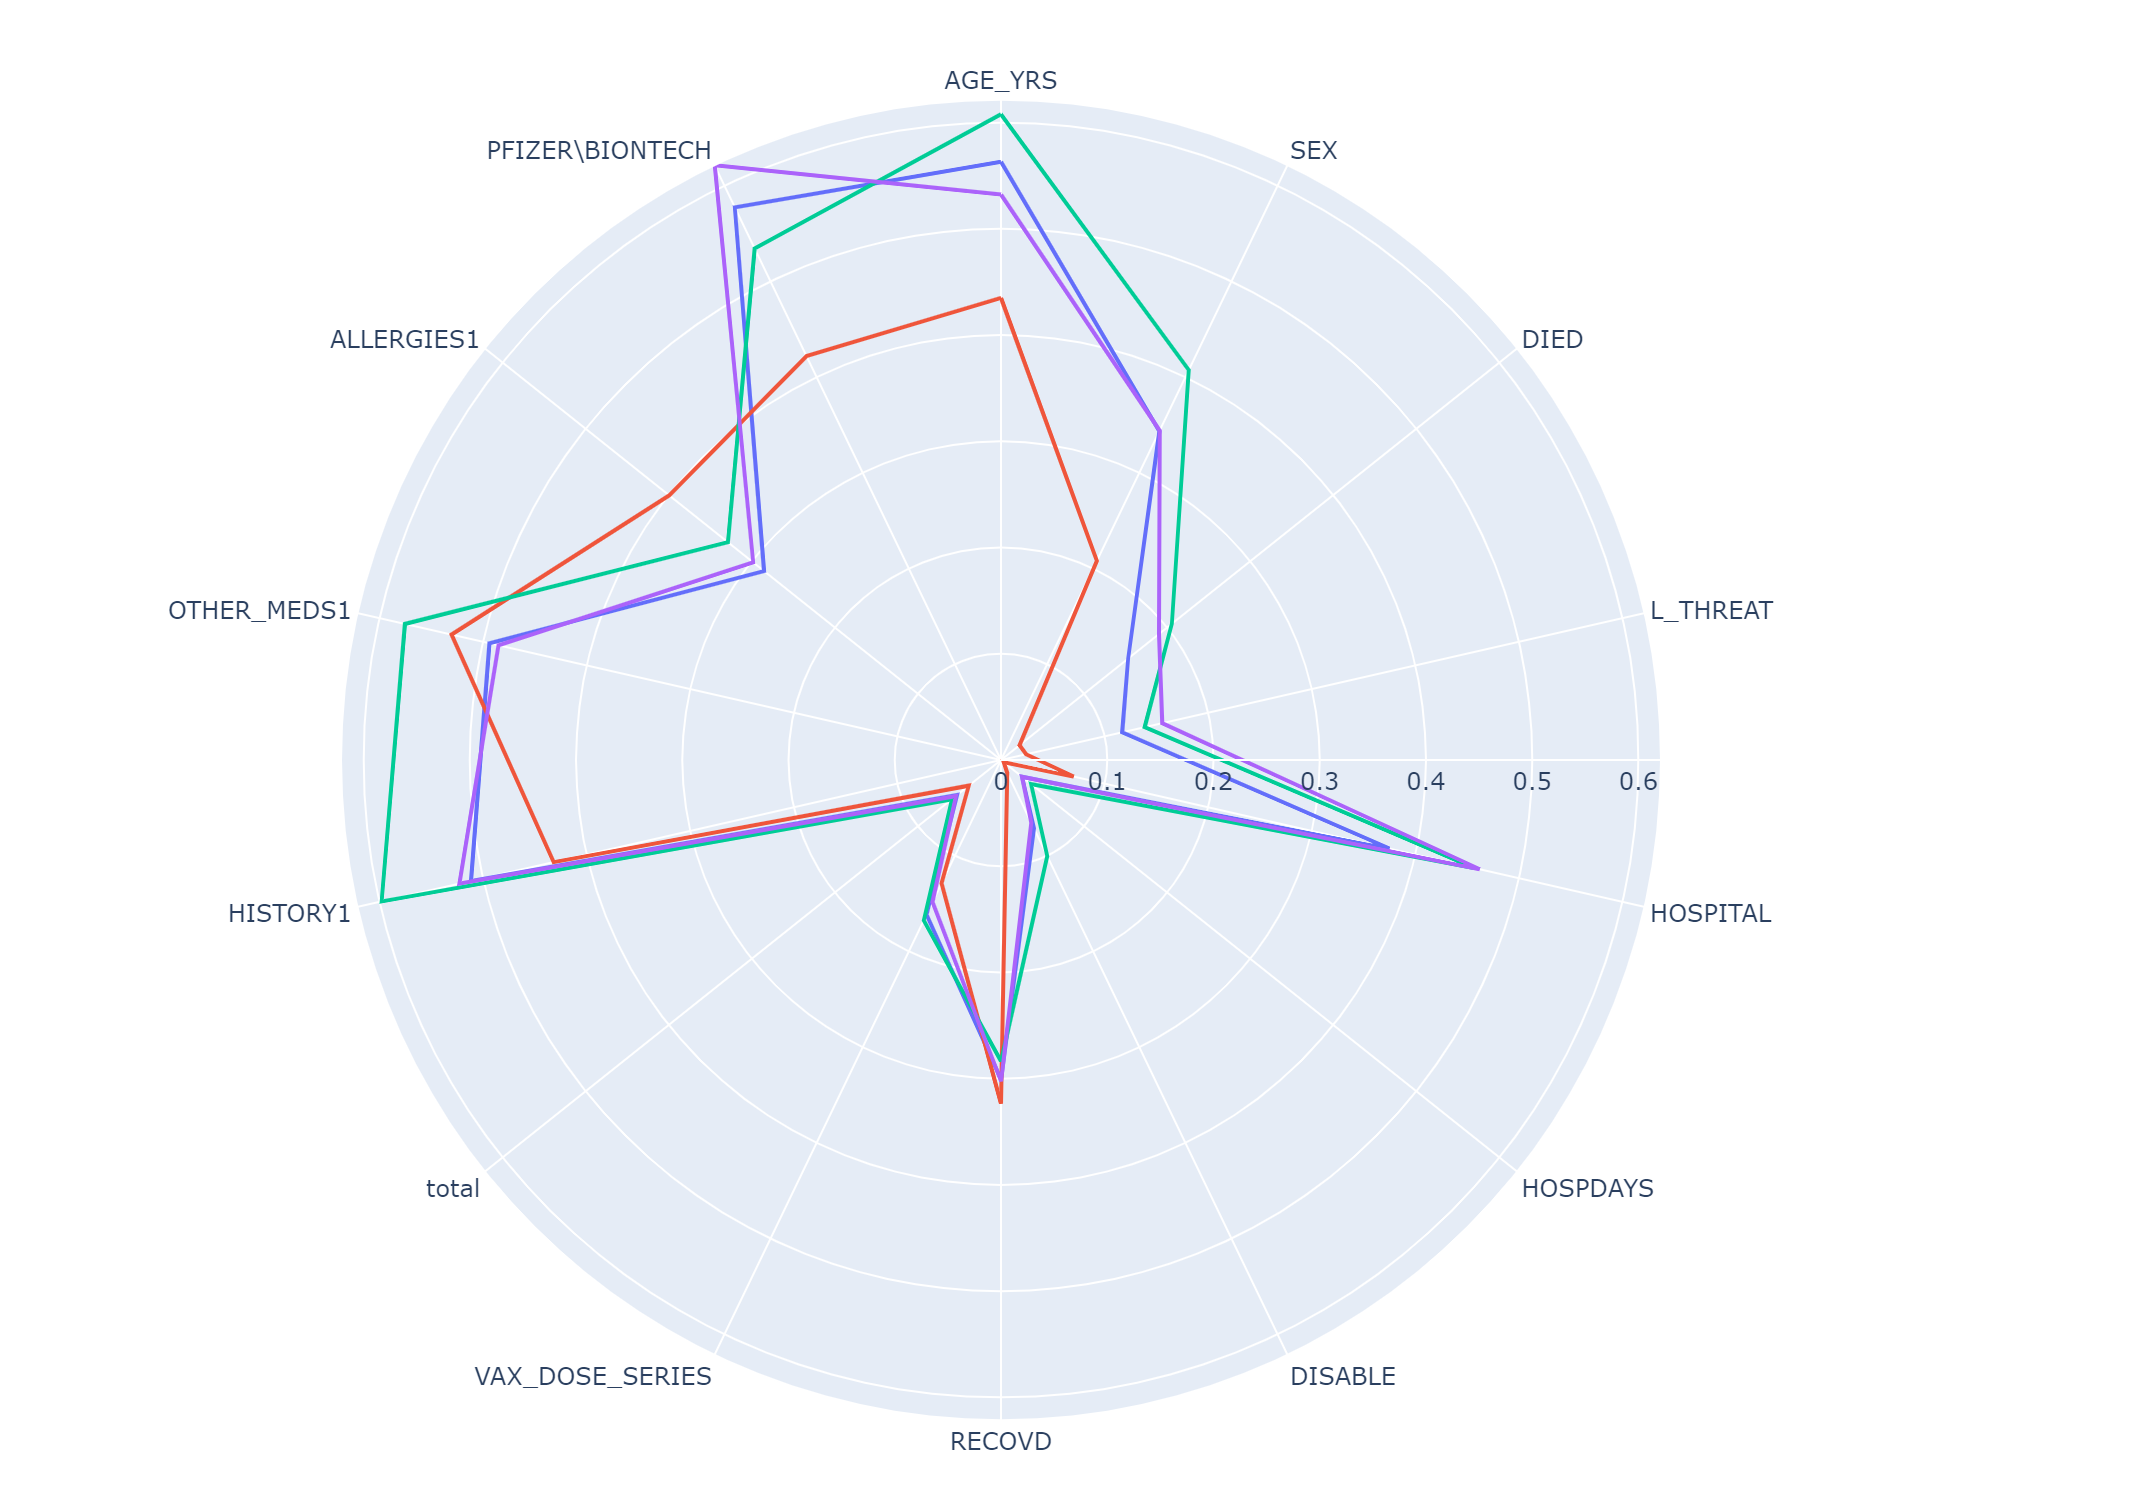 AGE_YRS
PFIZER\BIONTECH
SEX
ALLERGIES1
DIED
OTHER_MEDS1
L_THREAT
0 0.1 0.2 0.3 0.4 0.5 0.6
HISTORY1
HOSPITAL
total
HOSPDAYS
VAX_DOSE_SERIES
DISABLE
RECOVD